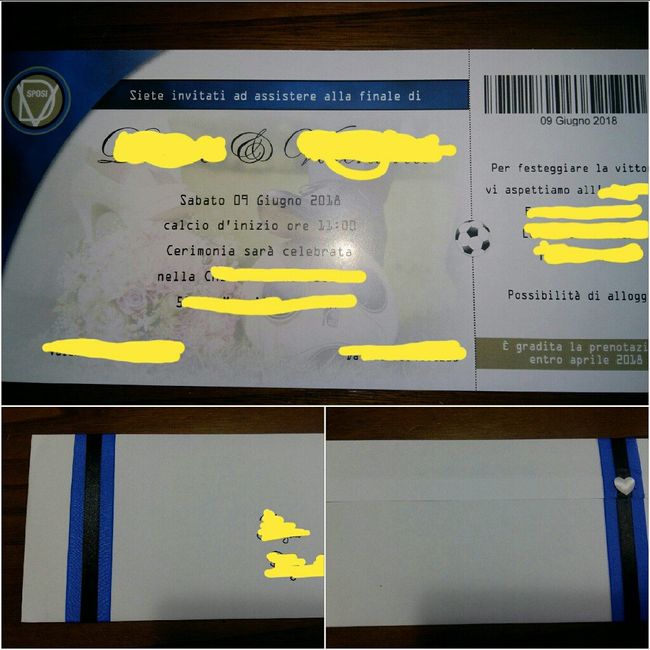 SPOSI
Siete invitati ad assistere alla finale di
&
Sabato 09 Giugno 2018
calcio d'inizio ore 11:00
Cerimonia sarà celebrata
nella
09 Giugno 2018
Per festeggiare la vitto
vi aspettiamo all'
Possibilità di allogg
È gradita la prenotazi
entro aprile 2018